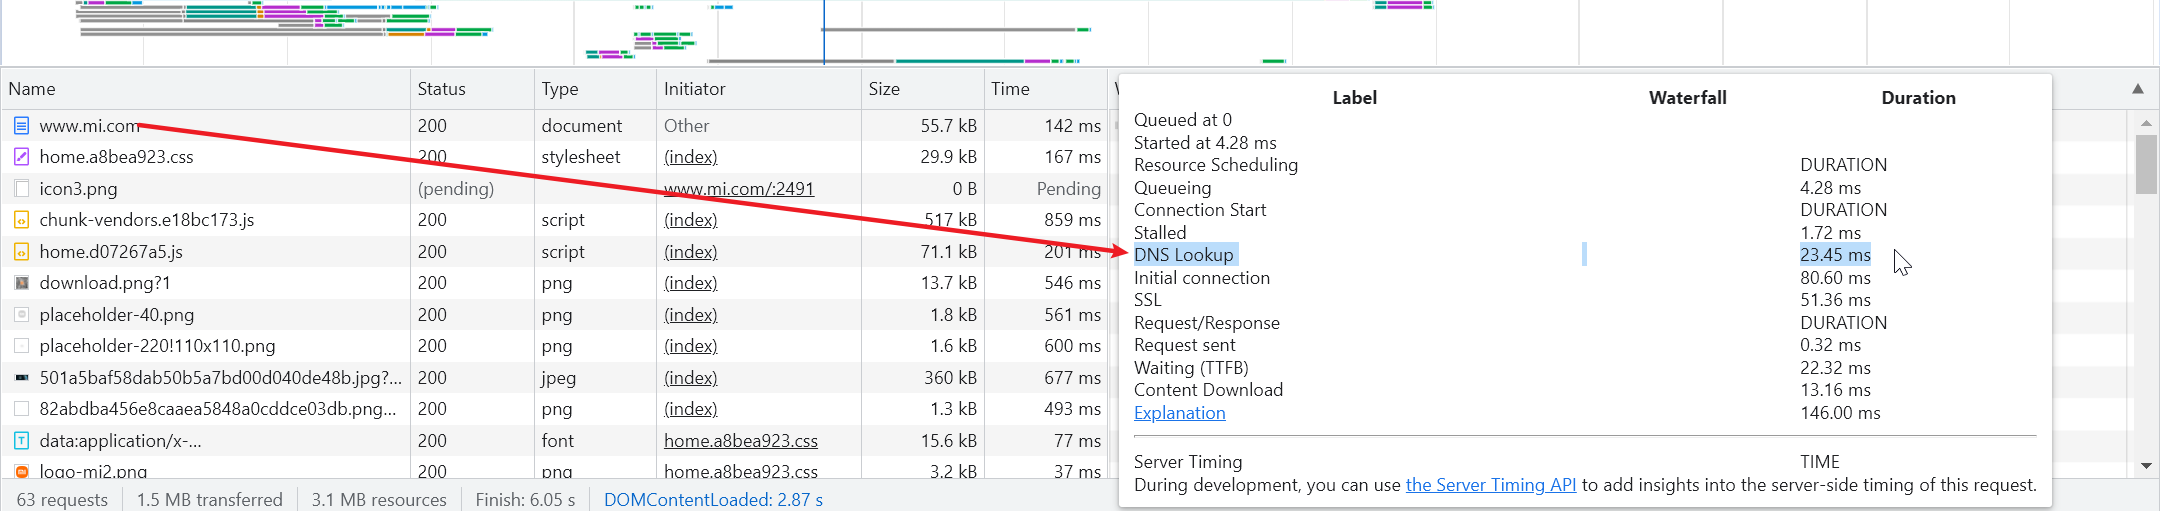 Name Status Type Initiator Size Time
www.mi.com 200 document Other 55.7 kB 142 ms
home.a8bea923.css 200 stylesheet (index) 29.9 kB 167 ms
icon3.png (pending) www.mi.com/:2491 0 B Pending
chunk-vendors.e18bc173.js 200 script (index) 517 kB 859 ms
home.d07267a5.js 200 script (index) 71.1 kB 201 ms
download.png?1 200 png (index) 13.7 kB 546 ms
placeholder-40.png 200 png (index) 1.8 kB 561 ms
placeholder-220!110x110.png 200 png (index) 1.6 kB 600 ms
501a5baf58dab50b5a7bd00d040de48b.jpg?... 200 jpeg (index) 360 kB 677 ms
82abdba456e8caaea5848a0cddce03db.png... 200 png (index) 1.3 kB 493 ms
data:application/x-... 200 font home.a8bea923.css 15.6 kB 77 ms
logo-mi2.png 200 png home.a8bea923.css 3.2 kB 37 ms
63 requests 1.5 MB transferred 3.1 MB resources Finish: 6.05 s DOMContentLoaded: 2.87 s
Label Waterfall Duration
Queued at 0
Started at 4.28 ms
Resource Scheduling DURATION
Queueing 4.28 ms
Connection Start DURATION
Stalled 1.72 ms
DNS Lookup 23.45 ms
Initial connection 80.60 ms
SSL 51.36 ms
Request/Response DURATION
Request sent 0.32 ms
Waiting (TTFB) 22.32 ms
Content Download 13.16 ms
Explanation 146.00 ms
Server Timing TIME
During development, you can use the Server Timing API to add insights into the server-side timing of this request.